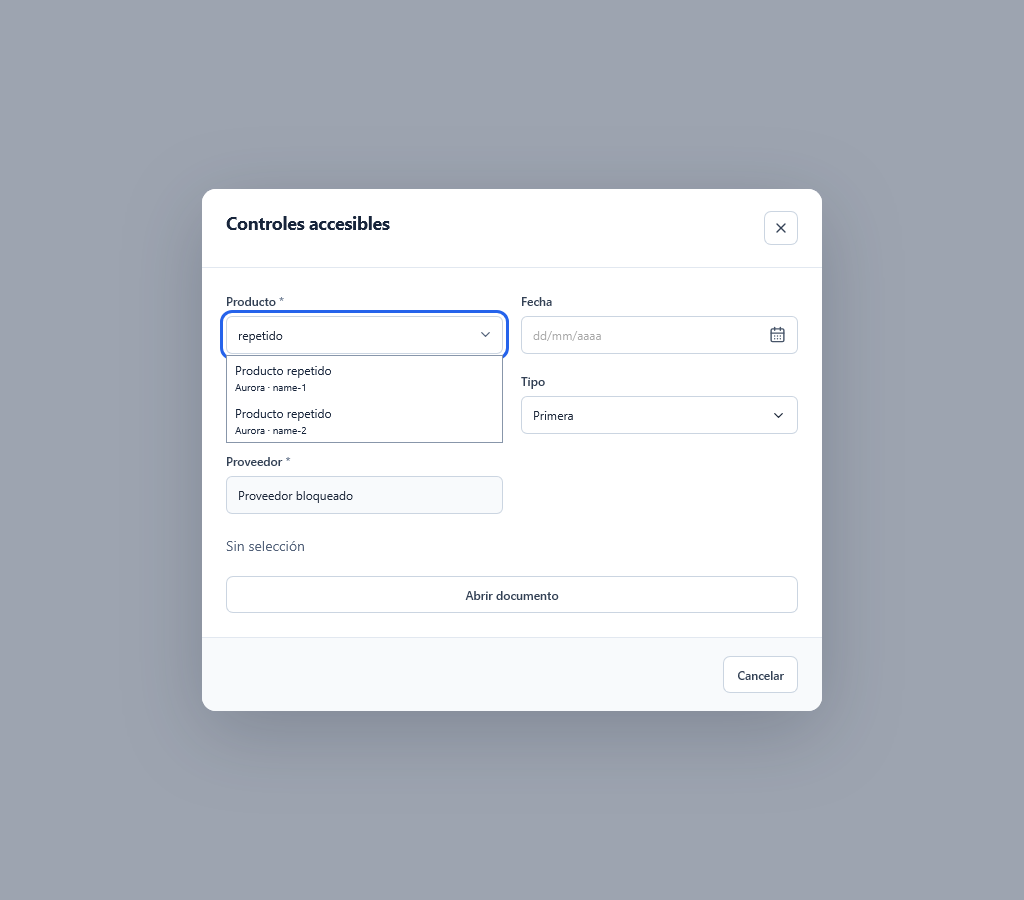 Controles accesibles
Producto *
Fecha
repetido
dd/mm/aaaa
Producto repetido
Aurora · name-1
Tipo
Producto repetido
Aurora · name-2
Primera
Proveedor *
Proveedor bloqueado
Sin selección
Abrir documento
Cancelar